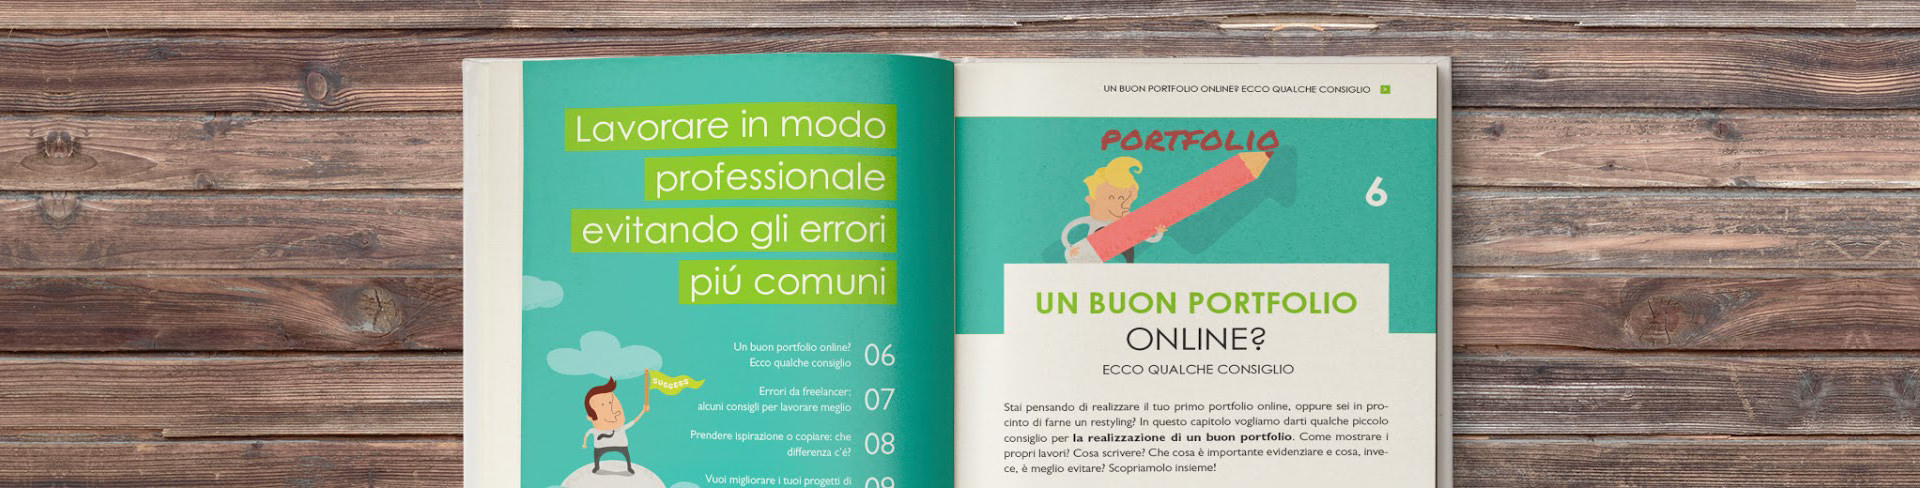 Lavorare in modo
professionale
evitando gli errori
piú comuni
SUCCESS
Un buon portfolio online?
Ecco qualche consiglio
06
Errori da freelancer:
alcuni consigli per lavorare meglio
07
Prendere ispirazione o copiare: che
differenza c'é?
08
Vuoi migliorare i tuoi progetti di
09
UN BUON PORTFOLIO ONLINE? ECCO QUALCHE CONSIGLIO
PORTFOLIO
6
UN BUON PORTFOLIO
ONLINE?
ECCO QUALCHE CONSIGLIO
Stai pensando di realizzare il tuo primo portfolio online, oppure sei in pro-
cinto di farne un restyling? In questo capitolo vogliamo darti qualche piccolo
consiglio per la realizzazione di un buon portfolio. Come mostrare i
propri lavori? Cosa scrivere? Che cosa è importante evidenziare e cosa, inve-
ce, è meglio evitare? Scopriamolo insieme!